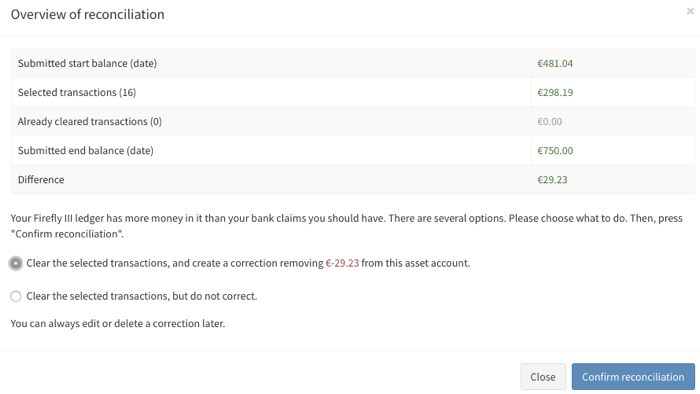 Overview of reconciliation
×
Submitted start balance (date) €481.04
Selected transactions (16) €298.19
Already cleared transactions (0) €0.00
Submitted end balance (date) €750.00
Difference €29.23
Your Firefly III ledger has more money in it than your bank claims you should have. There are several options. Please choose what to do. Then, press
"Confirm reconciliation".
Clear the selected transactions, and create a correction removing €-29.23 from this asset account.
Clear the selected transactions, but do not correct.
You can always edit or delete a correction later.
Close Confirm reconciliation